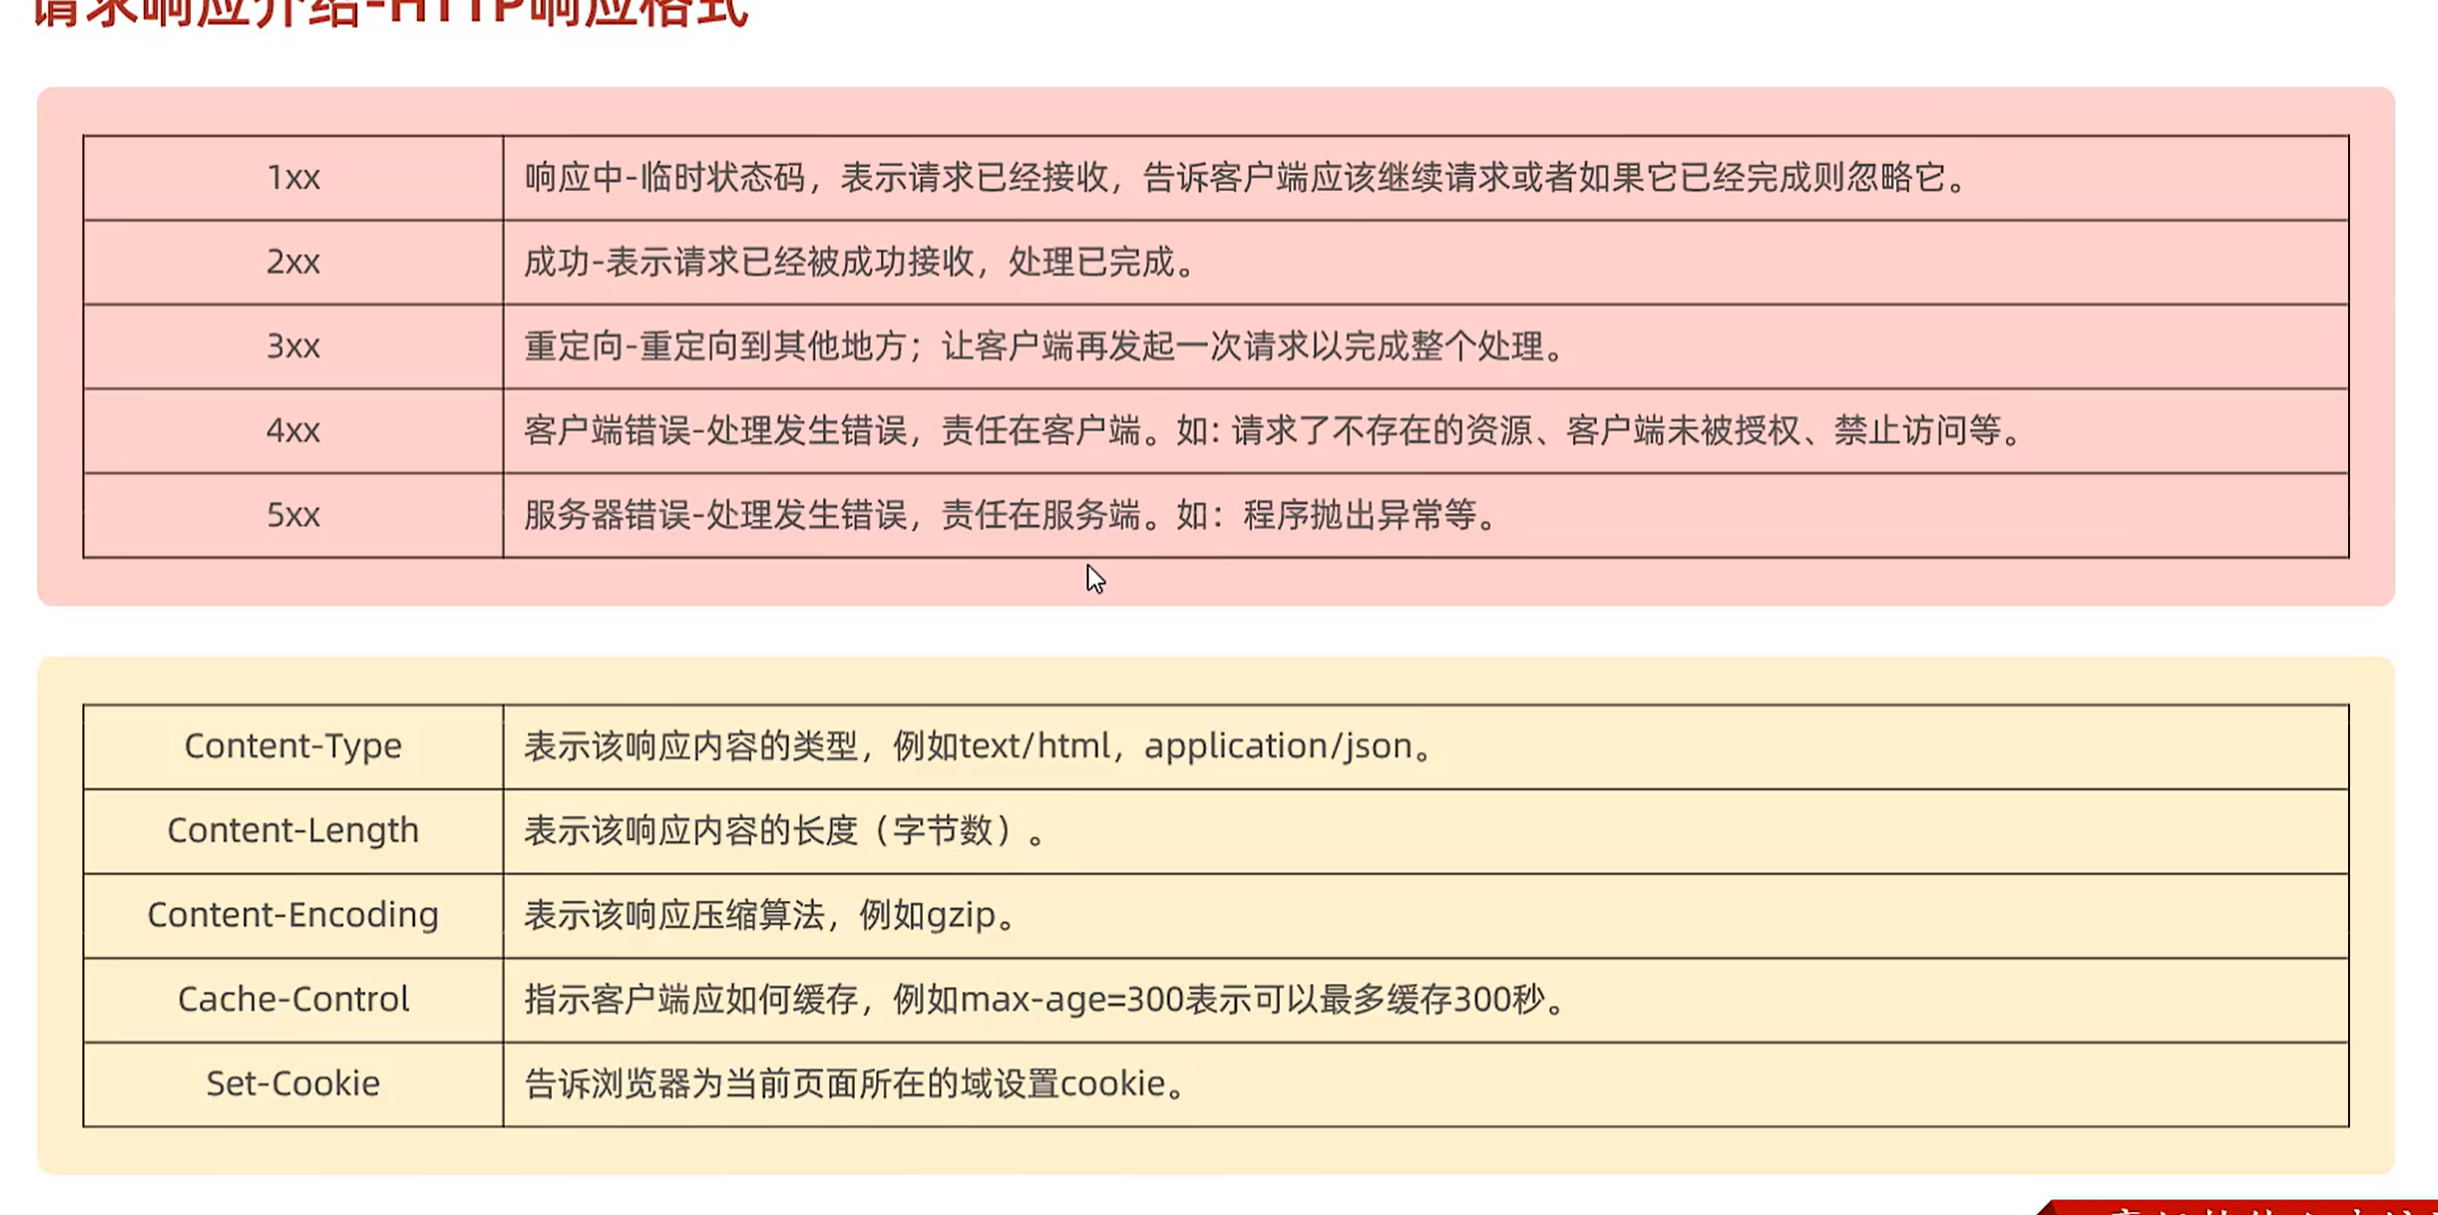 请求响应介绍-HTTP响应格式
1xx 响应中-临时状态码，表示请求已经接收，告诉客户端应该继续请求或者如果它已经完成则忽略它。
2xx 成功-表示请求已经被成功接收，处理已完成。
3xx 重定向-重定向到其他地方；让客户端再发起一次请求以完成整个处理。
4xx 客户端错误-处理发生错误，责任在客户端。如: 请求了不存在的资源、客户端未被授权、禁止访问等。
5xx 服务器错误-处理发生错误，责任在服务端。如：程序抛出异常等。
Content-Type 表示该响应内容的类型，例如text/html，application/json。
Content-Length 表示该响应内容的长度（字节数）。
Content-Encoding 表示该响应压缩算法，例如gzip。
Cache-Control 指示客户端应如何缓存，例如max-age=300表示可以最多缓存300秒。
Set-Cookie 告诉浏览器为当前页面所在的域设置cookie。